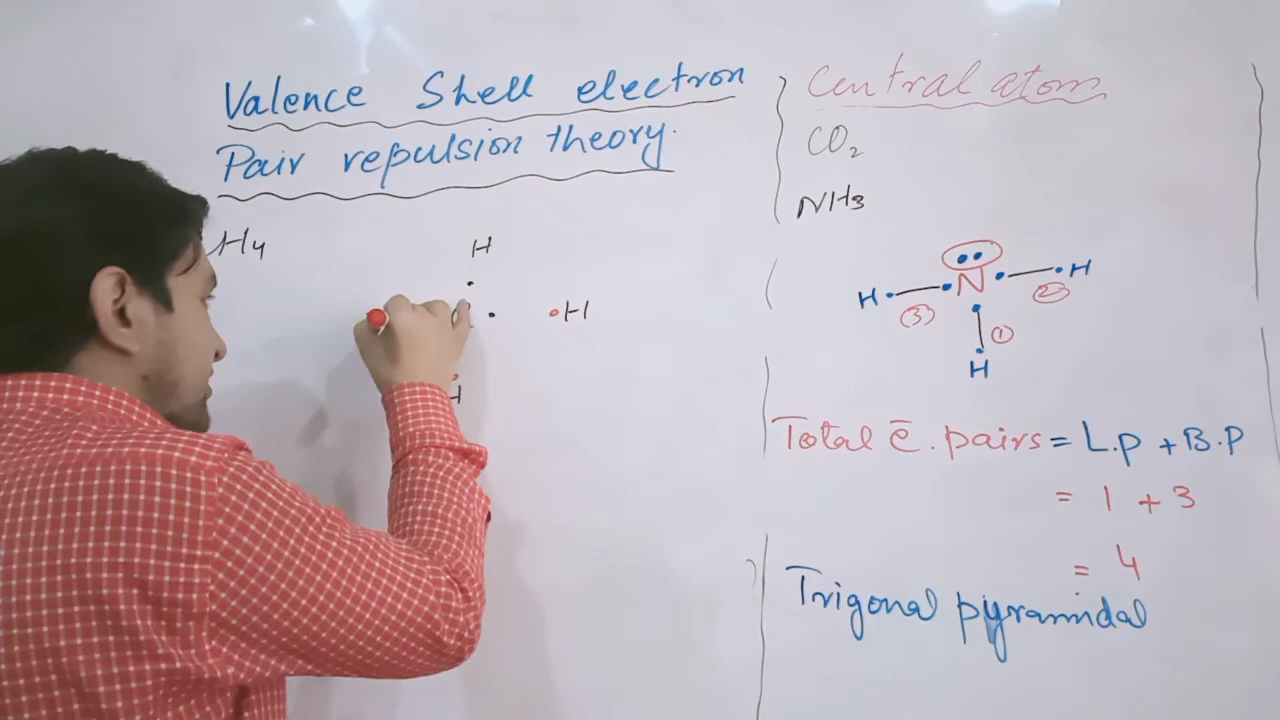 Valence Shell electron
Pair repulsion theory.
H4
H
H
H
Central atom
CO2
NH3
H N H
(3) (2)
(1)
H
Total ē. pairs = L.p + B.P
= 1 + 3
= 4
Trigonal pyramidal